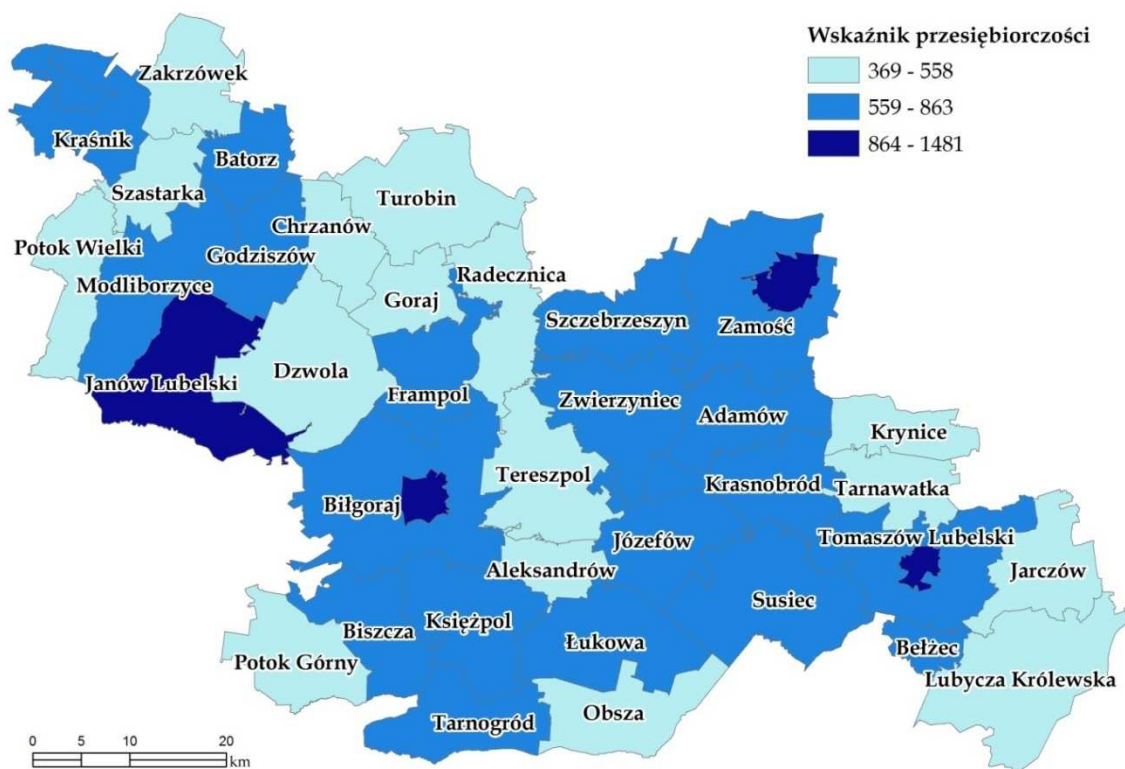 Wskaźnik przesiębiorczości
369 - 558
559 - 863
864 - 1481
Zakrzówek
Kraśnik
Batorz
Szastarka
Turobin
Chrzanów
Potok Wielki
Godziszów
Radecznica
Modliborzyce
Goraj
Szczebrzeszyn
Zamość
Janów Lubelski
Dzwola
Frampol
Zwierzyniec
Adamów
Krynice
Tereszpol
Krasnobród
Tarnawatka
Biłgoraj
Józefów
Tomaszów Lubelski
Aleksandrów
Jarczów
Susiec
Księżpol
Biszcza
Łukowa
Bełżec
Potok Górny
Lubycza Królewska
Obsza
Tarnogród
0 5 10 20
km